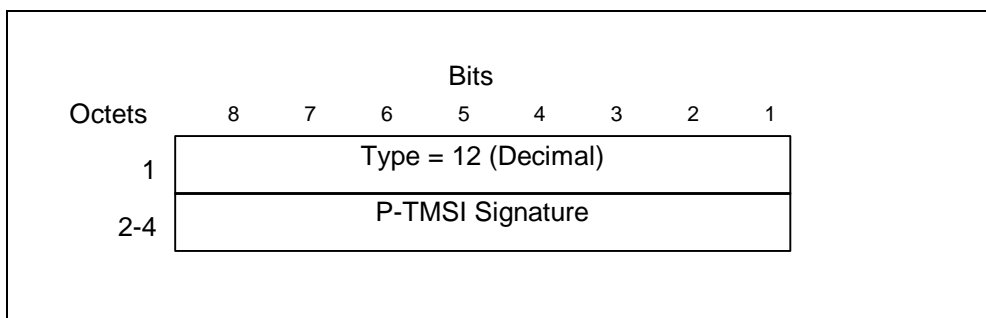 Bits
Octets 8 7 6 5 4 3 2 1
1 Type = 12 (Decimal)
2-4 P-TMSI Signature